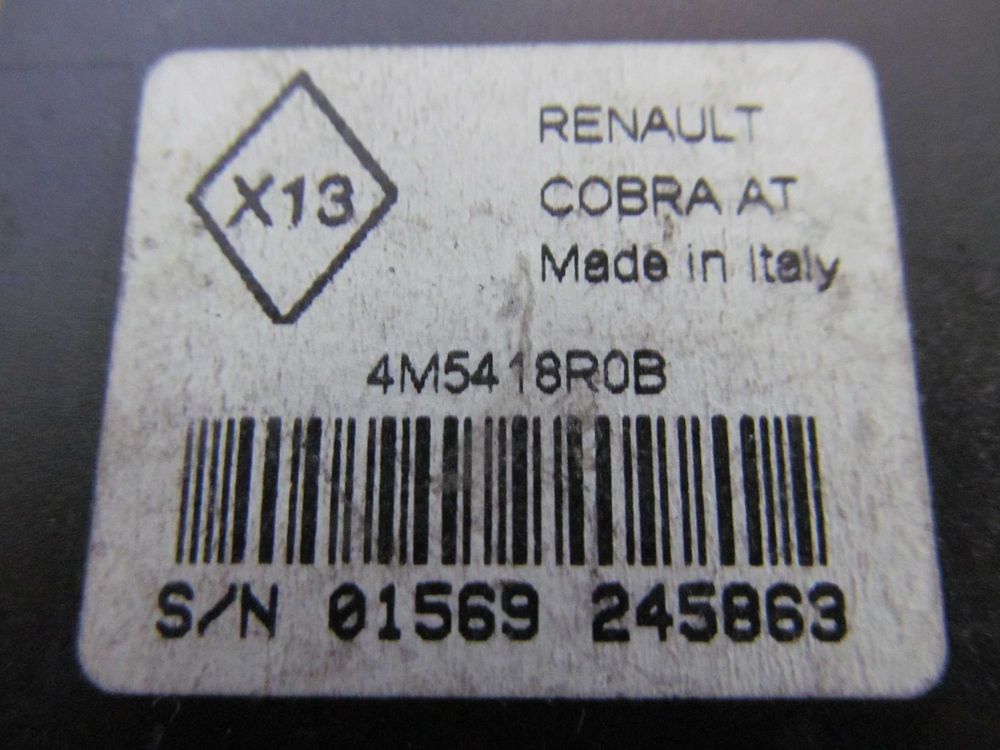 X13
RENAULT
COBRA AT
Made in Italy
4M5418R0B
S/N 01569 245863